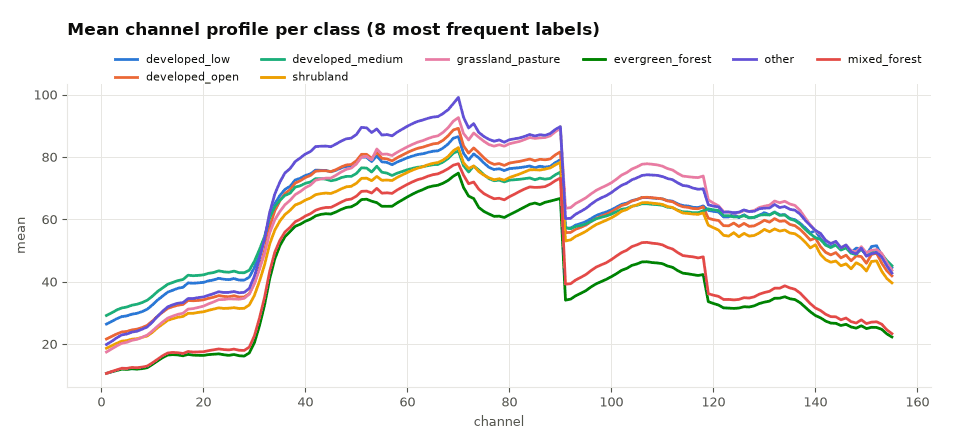 Mean channel profile per class (8 most frequent labels)
developed_low developed_medium grassland_pasture evergreen_forest other mixed_forest
developed_open shrubland
100
80
60
40
20
mean
0 20 40 60 80 100 120 140 160
channel